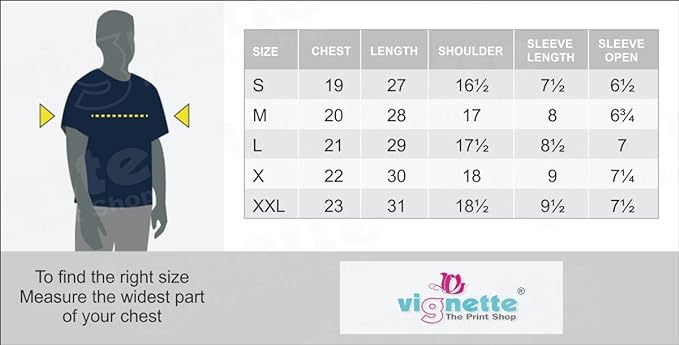 SIZE CHEST LENGTH SHOULDER SLEEVE LENGTH SLEEVE OPEN
S 19 27 16½ 7½ 6½
M 20 28 17 8 6¾
L 21 29 17½ 8½ 7
X 22 30 18 9 7¼
XXL 23 31 18½ 9½ 7½
To find the right size
Measure the widest part
of your chest
vignette®
The Print Shop